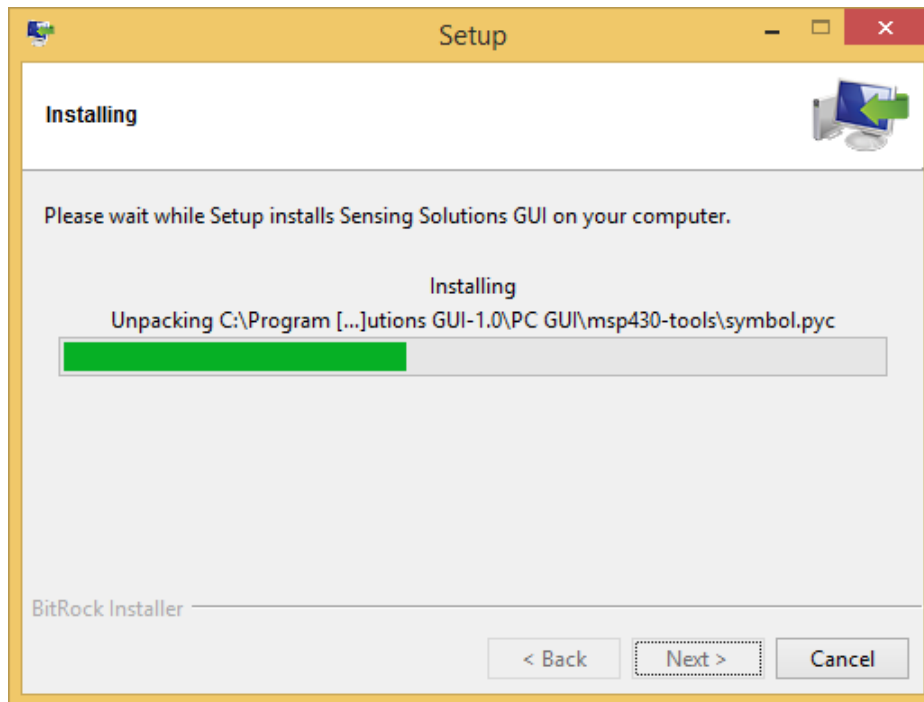 Setup
Installing
Please wait while Setup installs Sensing Solutions GUI on your computer.
Installing
Unpacking C:\Program [...]utions GUI-1.0\PC GUI\msp430-tools\symbol.pyc
BitRock Installer
< Back
Next >
Cancel